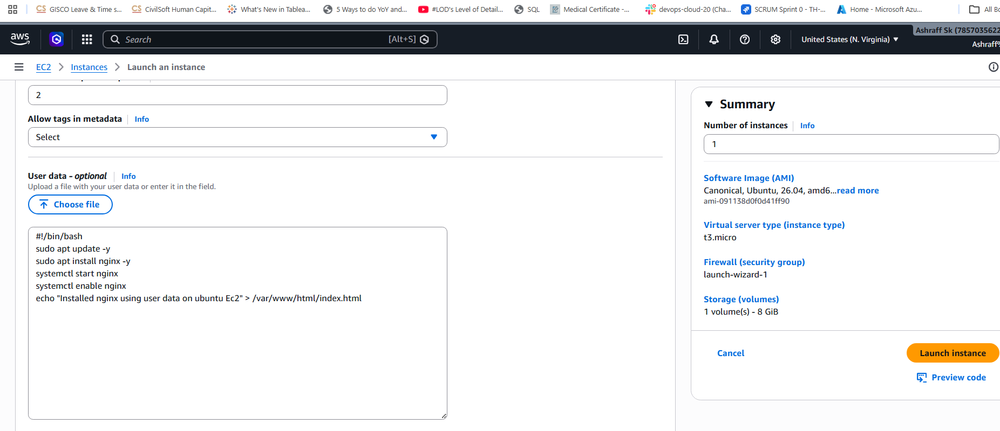 GISCO Leave & Time s...
CivilSoft Human Capit...
What's New in Tablea...
5 Ways to do YoY and...
#LOD's Level of Detail...
SQL
Medical Certificate -...
devops-cloud-20 (Cha...
SCRUM Sprint 0 - TH-...
Home - Microsoft Azu...
All Bo
aws
Search
[Alt+S]
United States (N. Virginia)
Ashraff Sk (7857035622
Ashraff
EC2
Instances
Launch an instance
2
Allow tags in metadata
Info
Select
User data - optional
Info
Upload a file with your user data or enter it in the field.
Choose file
#!/bin/bash
sudo apt update -y
sudo apt install nginx -y
systemctl start nginx
systemctl enable nginx
echo "Installed nginx using user data on ubuntu Ec2" > /var/www/html/index.html
Summary
Number of instances
Info
1
Software Image (AMI)
Canonical, Ubuntu, 26.04, amd6...read more
ami-091138d0f0d41ff90
Virtual server type (instance type)
t3.micro
Firewall (security group)
launch-wizard-1
Storage (volumes)
1 volume(s) - 8 GiB
Cancel
Launch instance
Preview code